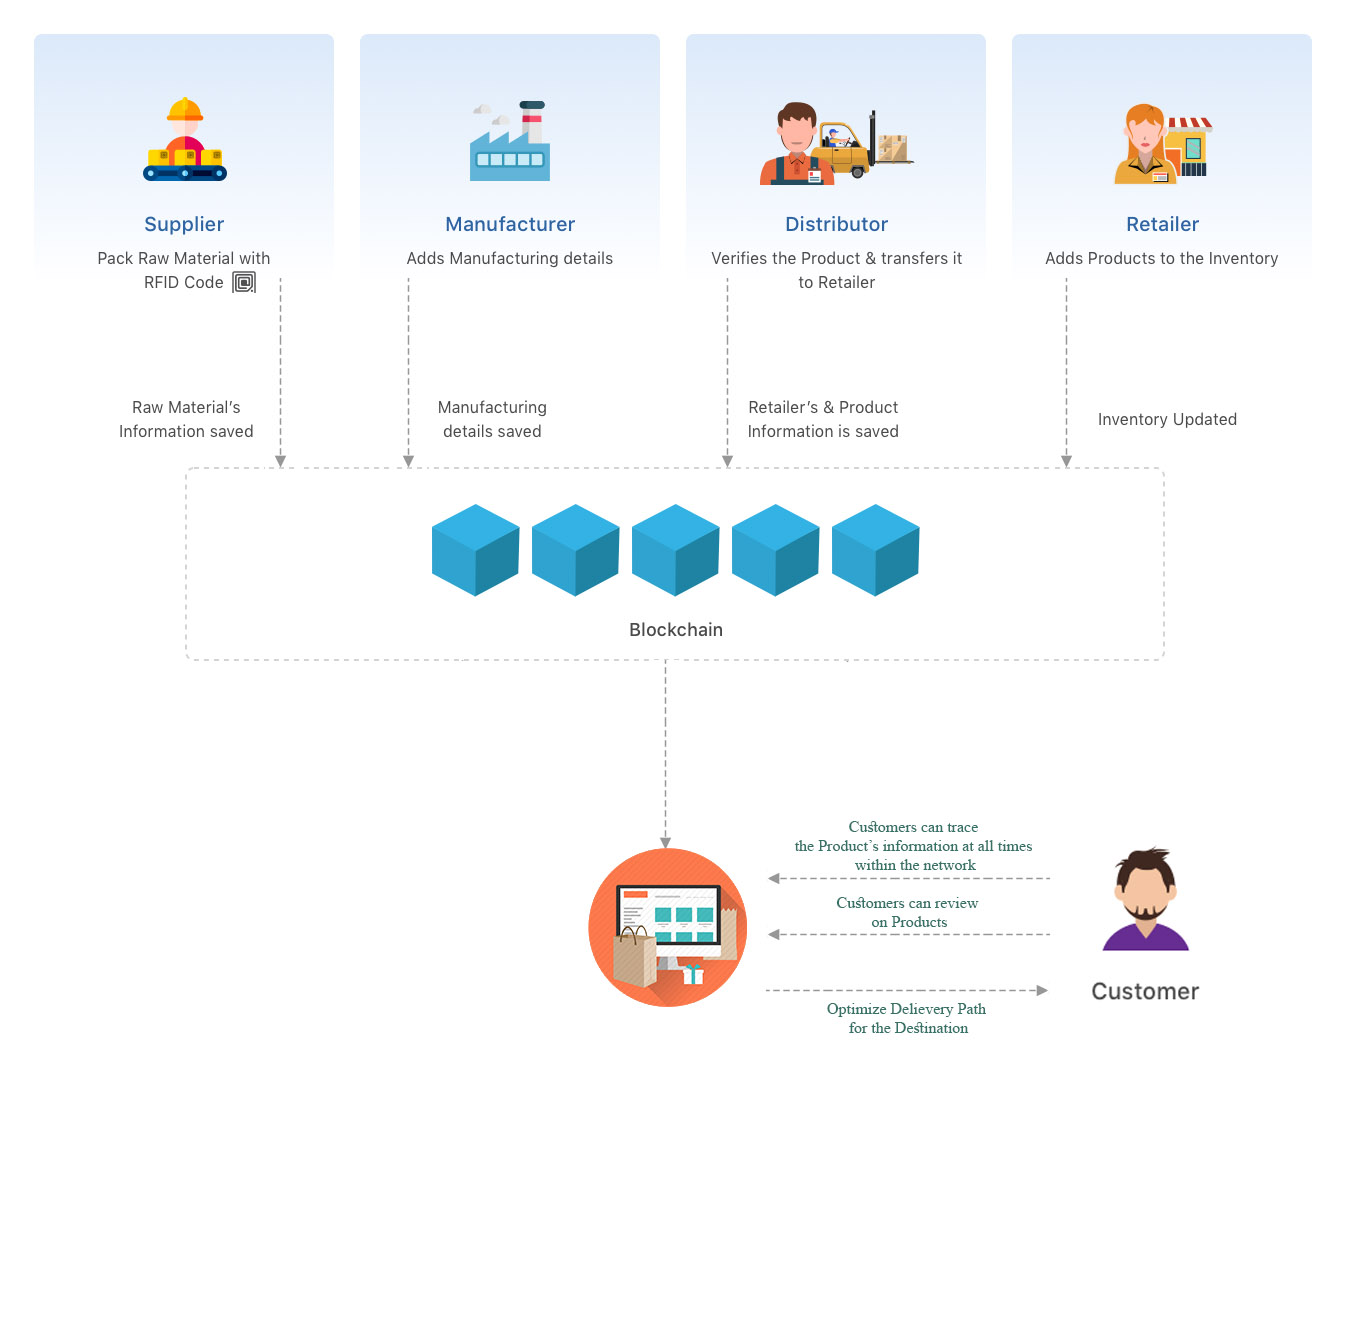 Supplier
Pack Raw Material with
RFID Code
Manufacturer
Adds Manufacturing details
Distributor
Verifies the Product & transfers it
to Retailer
Retailer
Adds Products to the Inventory
Raw Material’s
Information saved
Manufacturing
details saved
Retailer’s & Product
Information is saved
Inventory Updated
Blockchain
Customers can trace
the Product’s information at all times
within the network
Customers can review
on Products
Optimize Delievery Path
for the Destination
Customer